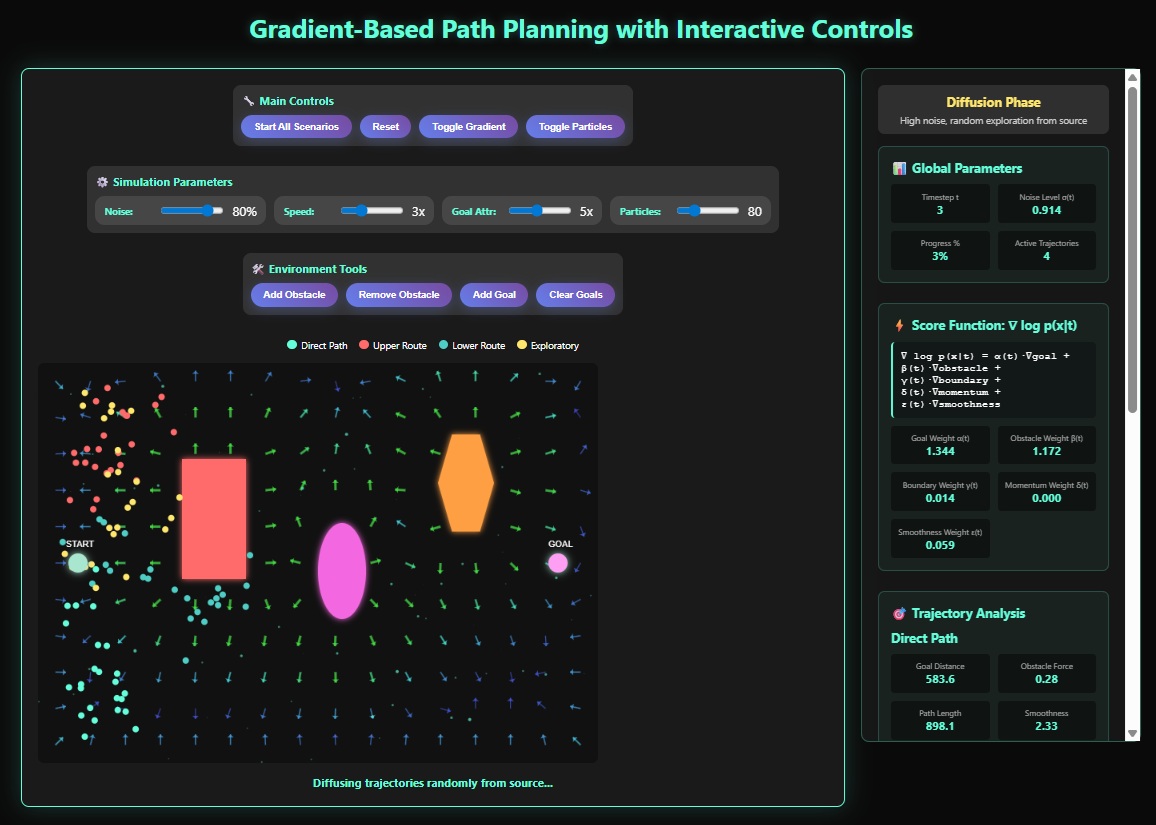 Gradient-Based Path Planning with Interactive Controls
Main Controls
Start All Scenarios Reset Toggle Gradient Toggle Particles
Simulation Parameters
Noise: 80% Speed: 3x Goal Attr: 5x Particles: 80
Environment Tools
Add Obstacle Remove Obstacle Add Goal Clear Goals
Direct Path Upper Route Lower Route Exploratory
START
GOAL
Diffusing trajectories randomly from source...
Diffusion Phase
High noise, random exploration from source
Global Parameters
Timestep t Noise Level σ(t)
3 0.914
Progress % Active Trajectories
3% 4
Score Function: ∇ log p(x|t)
∇ log p(x|t) = α(t)·∇goal +
β(t)·∇obstacle +
γ(t)·∇boundary +
δ(t)·∇momentum +
ε(t)·∇smoothness
Goal Weight α(t) Obstacle Weight β(t)
1.344 1.172
Boundary Weight γ(t) Momentum Weight δ(t)
0.014 0.000
Smoothness Weight ε(t)
0.059
Trajectory Analysis
Direct Path
Goal Distance Obstacle Force
583.6 0.28
Path Length Smoothness
898.1 2.33